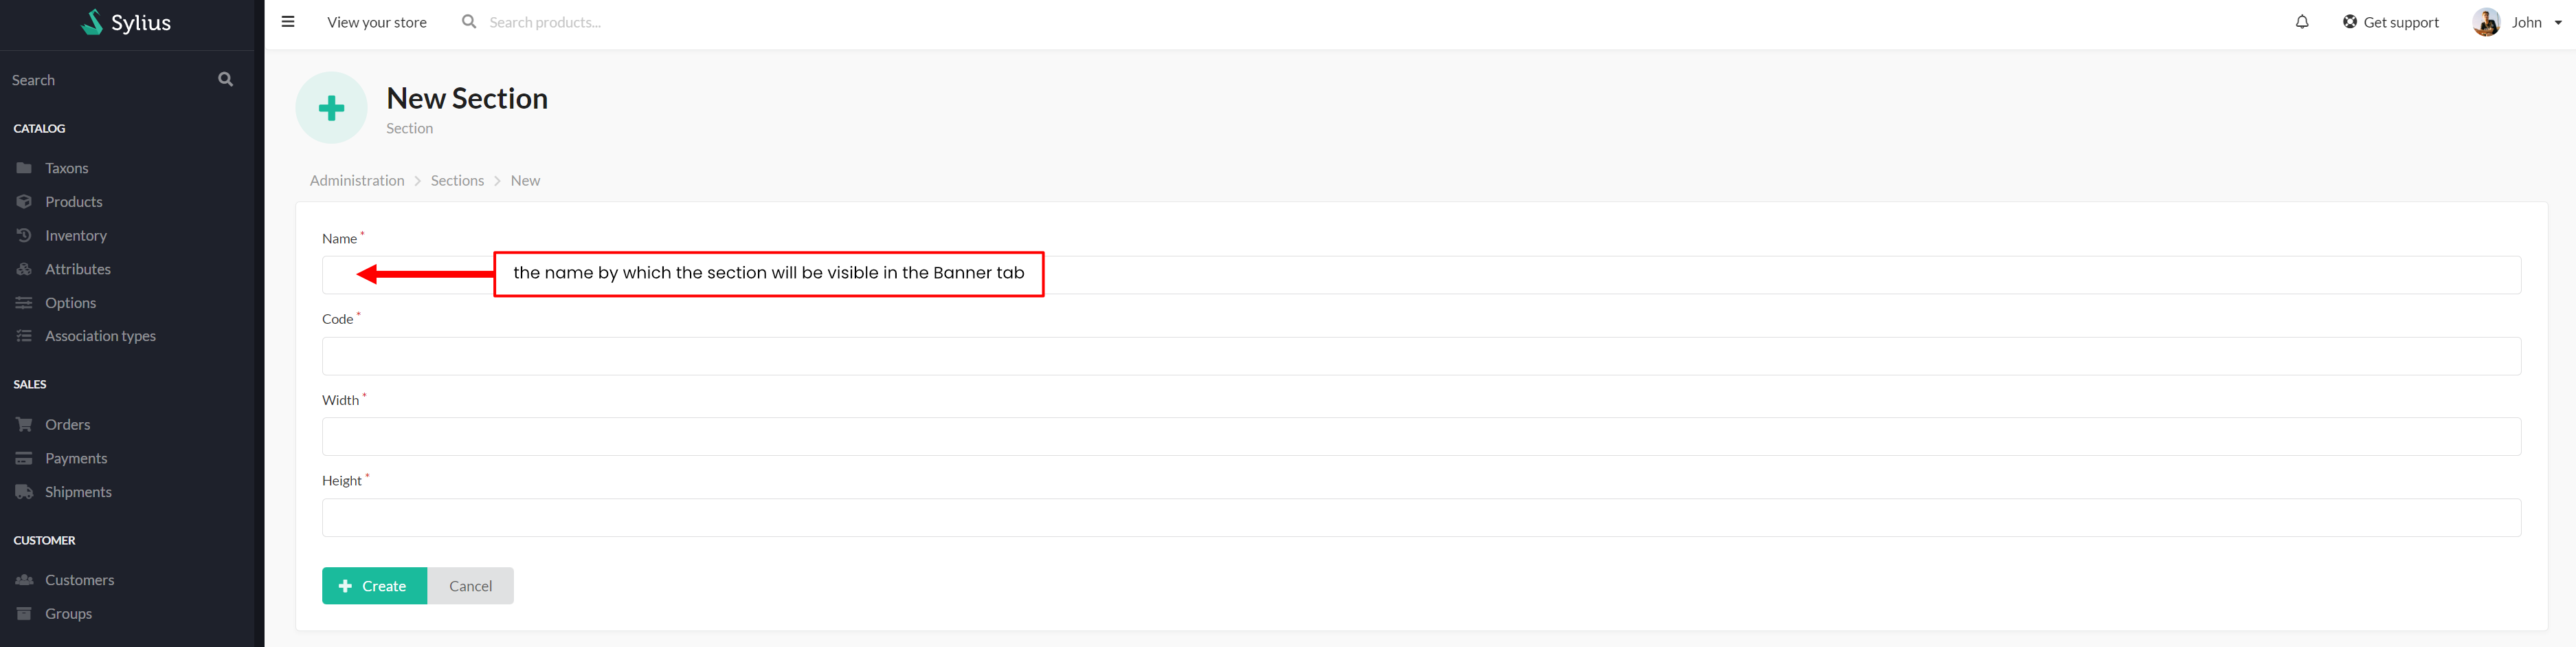 Sylius
View your store
Search products...
Get support
John
Search
CATALOG
Taxons
Products
Inventory
Attributes
Options
Association types
SALES
Orders
Payments
Shipments
CUSTOMER
Customers
Groups
New Section
Section
Administration > Sections > New
Name *
the name by which the section will be visible in the Banner tab
Code *
Width *
Height *
Create
Cancel